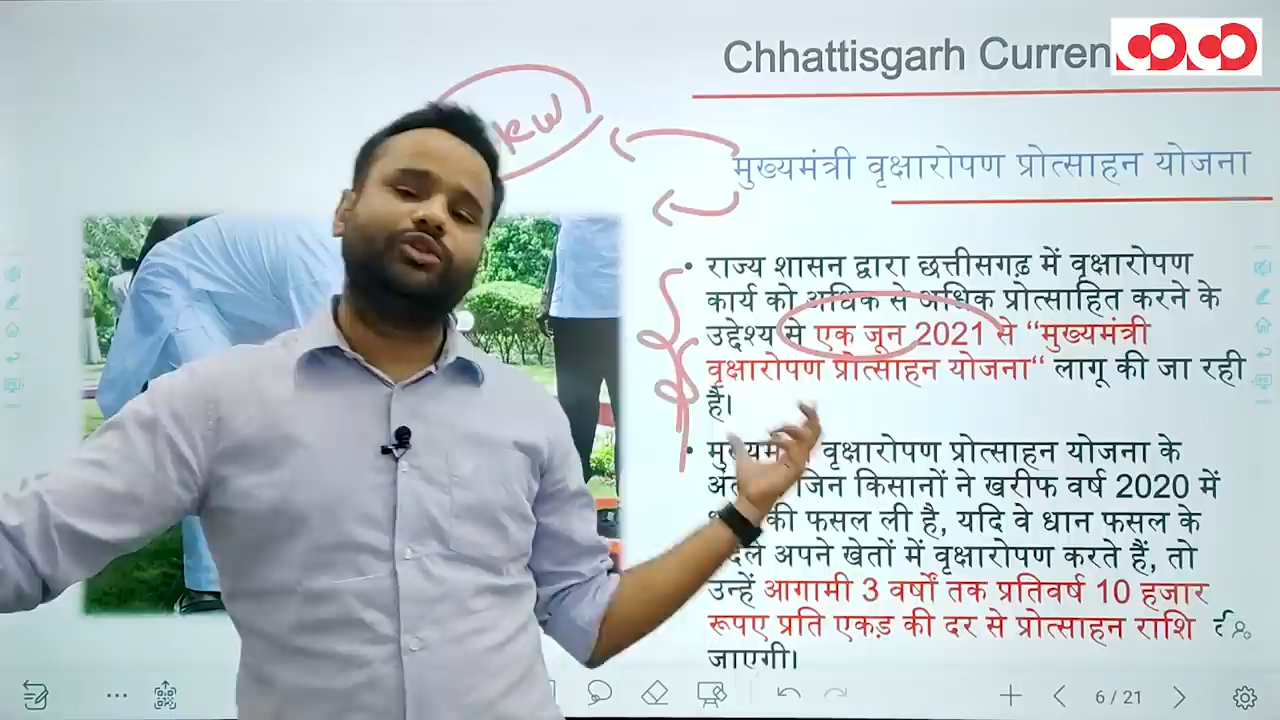 Chhattisgarh Curren
KW
मुख्यमंत्री वृक्षारोपण प्रोत्साहन योजना
• राज्य शासन द्वारा छत्तीसगढ़ में वृक्षारोपण
कार्य को अधिक से अधिक प्रोत्साहित करने के
उद्देश्य से एक जून 2021 से “मुख्यमंत्री
वृक्षारोपण प्रोत्साहन योजना“ लागू की जा रही
है।
• वृक्षारोपण प्रोत्साहन योजना के
जिन किसानों ने खरीफ वर्ष 2020 में
की फसल ली है, यदि वे धान फसल के
अपने खेतों में वृक्षारोपण करते हैं, तो
उन्हें आगामी 3 वर्षों तक प्रतिवर्ष 10 हजार
रूपए प्रति एकड़ की दर से प्रोत्साहन राशि
जाएगी।
6 / 21